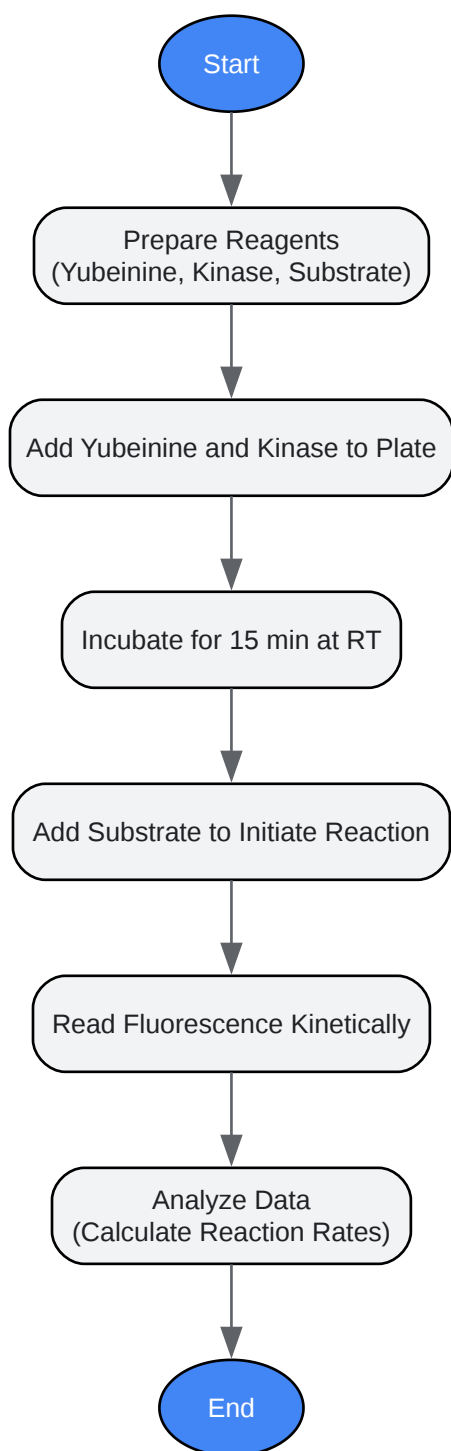 Start
Prepare Reagents
(Yubeinine, Kinase, Substrate)
Add Yubeinine and Kinase to Plate
Incubate for 15 min at RT
Add Substrate to Initiate Reaction
Read Fluorescence Kinetically
Analyze Data
(Calculate Reaction Rates)
End